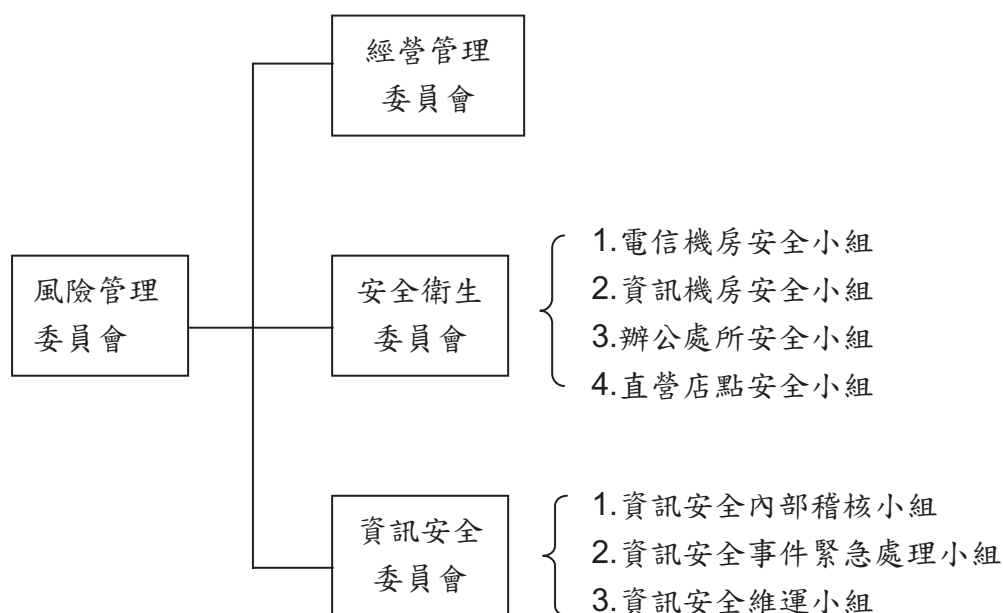 經營管理
委員會
風險管理
委員會
安全衛生
委員會
1.電信機房安全小組
2.資訊機房安全小組
3.辦公處所安全小組
4.直營店點安全小組
資訊安全
委員會
1.資訊安全內部稽核小組
2.資訊安全事件緊急處理小組
3.資訊安全維運小組